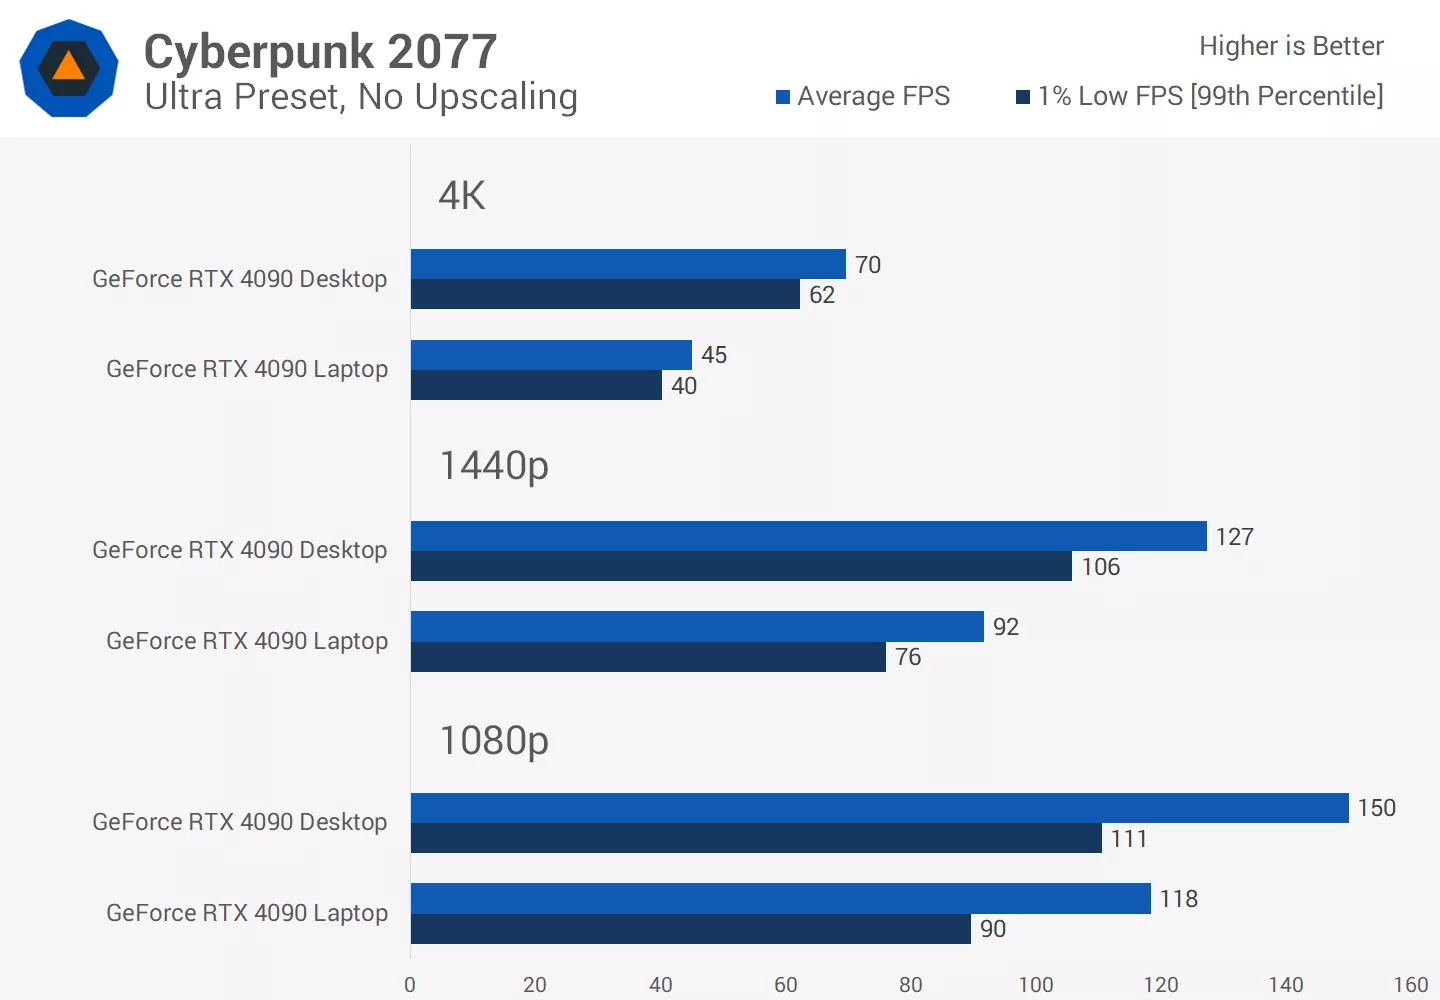 Cyberpunk 2077
Ultra Preset, No Upscaling
Higher is Better
Average FPS
1% Low FPS [99th Percentile]
4K
GeForce RTX 4090 Desktop
70
62
GeForce RTX 4090 Laptop
45
40
1440p
GeForce RTX 4090 Desktop
127
106
GeForce RTX 4090 Laptop
92
76
1080p
GeForce RTX 4090 Desktop
150
111
GeForce RTX 4090 Laptop
118
90
0 20 40 60 80 100 120 140 160